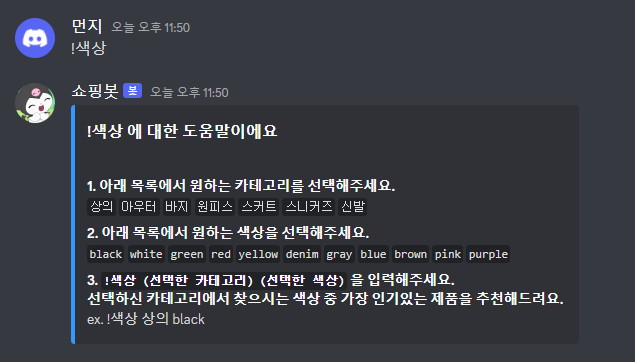 먼지 오늘 오후 11:50
!색상
쇼핑봇 봇 오늘 오후 11:50
!색상 에 대한 도움말이에요
1. 아래 목록에서 원하는 카테고리를 선택해주세요.
상의 아우터 바지 원피스 스커트 스니커즈 신발
2. 아래 목록에서 원하는 색상을 선택해주세요.
black white green red yellow denim gray blue brown pink purple
3. !색상 (선택한 카테고리) (선택한 색상) 을 입력해주세요.
선택하신 카테고리에서 찾으시는 색상 중 가장 인기있는 제품을 추천해드려요.
ex. !색상 상의 black